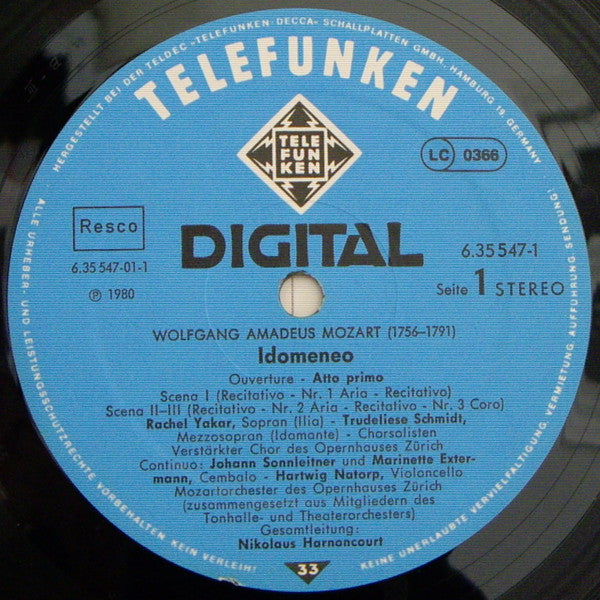 HERGESTELLT BEI DER TELDEC »TELEFUNKEN-DECCA« SCHALLPLATTEN GMBH, HAMBURG 19, GERMANY
TELEFUNKEN
TELE
FUN
KEN
LC 0366
Resco
DIGITAL
6.35547-1
6.35 547-01-1
Seite 1 STEREO
℗ 1980
WOLFGANG AMADEUS MOZART (1756–1791)
Idomeneo
Ouverture - Atto primo
Scena I (Recitativo - Nr. 1 Aria - Recitativo)
Scena II–III (Recitativo - Nr. 2 Aria - Recitativo - Nr. 3 Coro)
Rachel Yakar, Sopran (Ilia) - Trudeliese Schmidt,
Mezzosopran (Idamante) - Chorsolisten
Verstärkter Chor des Opernhauses Zürich
Continuo: Johann Sonnleitner und Marinette Exter-
mann, Cembalo - Hartwig Natorp, Violoncello
Mozartorchester des Opernhauses Zürich
(zusammengesetzt aus Mitgliedern des
Tonhalle- und Theaterorchesters)
Gesamtleitung:
Nikolaus Harnoncourt
ALLE URHEBER- UND LEISTUNGSSCHUTZRECHTE VORBEHALTEN KEIN VERLEIH!
33
KEINE UNERLAUBTE VERVIELFÄLTIGUNG, VERMIETUNG, AUFFÜHRUNG, SENDUNG!